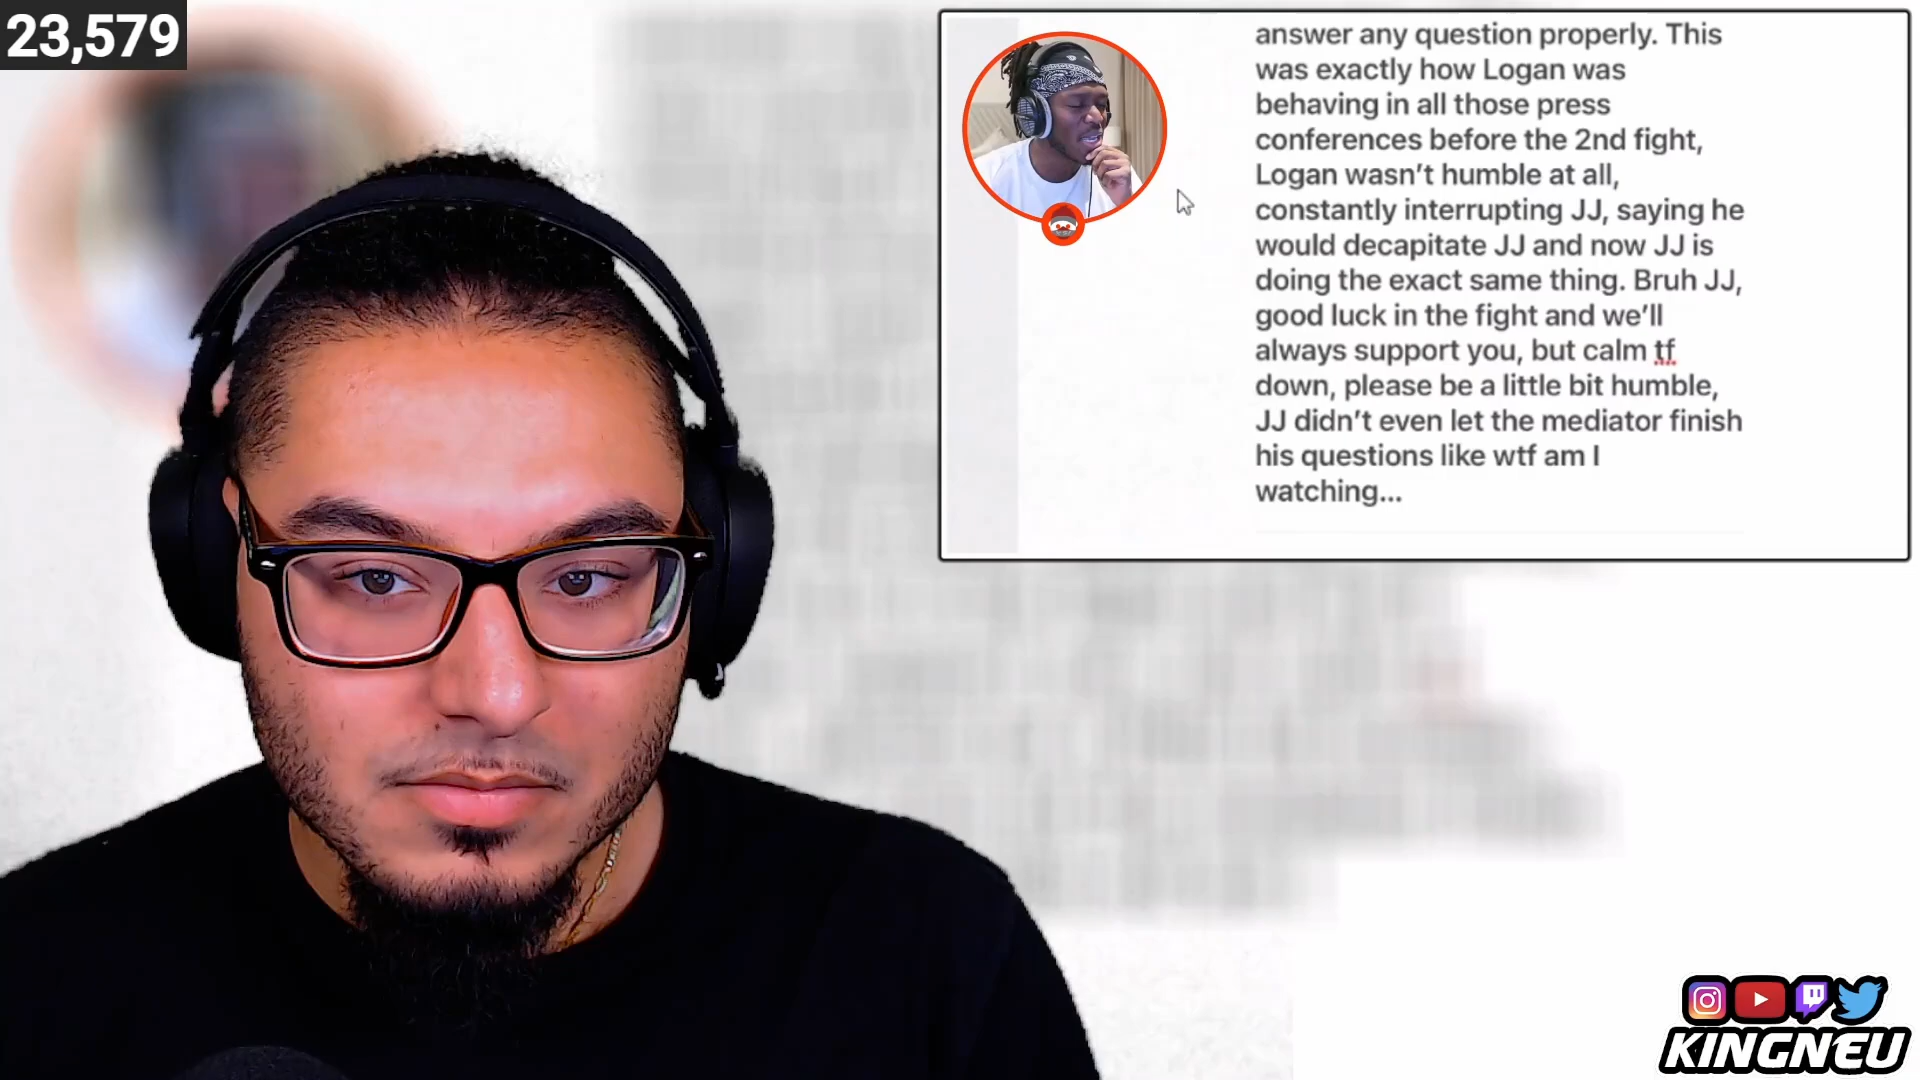 23,579
answer any question properly. This
was exactly how Logan was
behaving in all those press
conferences before the 2nd fight,
Logan wasn't humble at all,
constantly interrupting JJ, saying he
would decapitate JJ and now JJ is
doing the exact same thing. Bruh JJ,
good luck in the fight and we'll
always support you, but calm tf
down, please be a little bit humble,
JJ didn't even let the mediator finish
his questions like wtf am I
watching...
KINGNEU